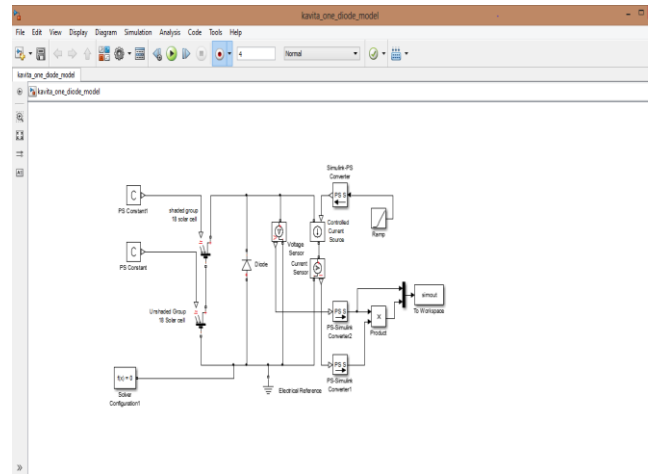 kavita_one_diode_model
File Edit View Display Diagram Simulation Analysis Code Tools Help
4
Normal
kavita_one_diode_model
kavita_one_diode_model
Simulink-PS
Converter
C
PS Constant1
shaded group
18 solar cell
PS S
Ramp
Controlled
Current
Source
Voltage
Sensor
C
PS Constant
Diode
Current
Sensor
Unshaded Group
18 Solar cell
PS S
PS-Simulink
Converter2
X
Product
simout
To Workspace
f(x) = 0
Solver
Configuration1
Electrical Reference
PS S
PS-Simulink
Converter1